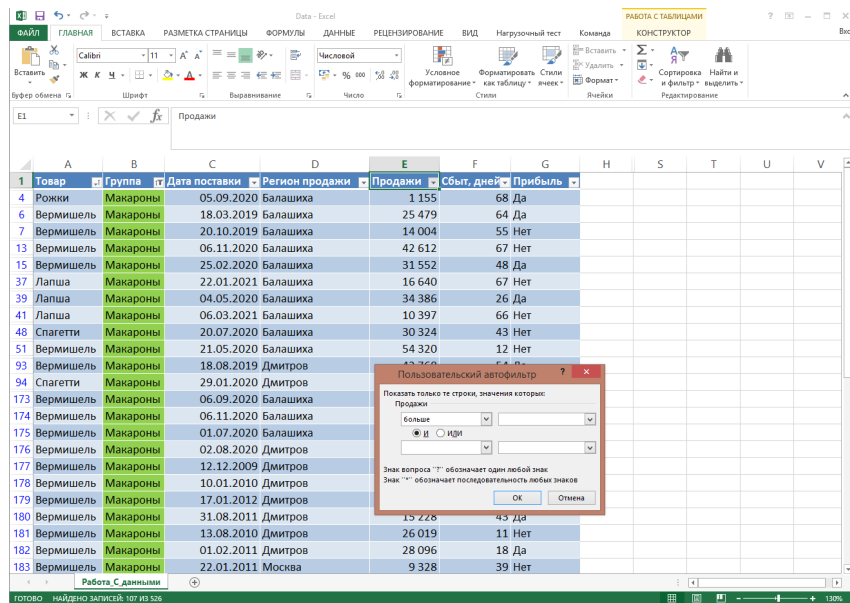 Data - Excel
РАБОТА С ТАБЛИЦАМИ
ФАЙЛ ГЛАВНАЯ ВСТАВКА РАЗМЕТКА СТРАНИЦЫ ФОРМУЛЫ ДАННЫЕ РЕЦЕНЗИРОВАНИЕ ВИД Нагрузочный тест Команда КОНСТРУКТОР Вхо
Вставить
Calibri 11
Ж К Ч
Числовой
% 000
Условное форматирование
Форматировать как таблицу
Стили ячеек
Вставить
Удалить
Формат
Сортировка и фильтр
Найти и выделить
Буфер обмена Шрифт Выравнивание Число Стили Ячейки Редактирование
E1 fx Продажи
A B C D E F G H S T U V
1 Товар Группа Дата поставки Регион продажи Продажи Сбыт, дней Прибыль
4 Рожки Макароны 05.09.2020 Балашиха 1 155 68 Да
6 Вермишель Макароны 18.03.2019 Балашиха 25 479 64 Да
7 Вермишель Макароны 20.10.2019 Балашиха 14 004 55 Нет
13 Вермишель Макароны 06.11.2020 Балашиха 42 612 67 Нет
15 Вермишель Макароны 25.02.2020 Балашиха 31 552 48 Да
37 Лапша Макароны 22.01.2021 Балашиха 16 640 67 Нет
39 Лапша Макароны 04.05.2020 Балашиха 34 386 26 Да
41 Лапша Макароны 06.03.2021 Балашиха 10 397 66 Нет
48 Спагетти Макароны 20.07.2020 Балашиха 30 324 43 Нет
51 Вермишель Макароны 21.05.2020 Балашиха 54 320 12 Нет
93 Вермишель Макароны 18.08.2019 Дмитров
94 Спагетти Макароны 29.01.2020 Дмитров
173 Вермишель Макароны 06.09.2020 Балашиха
174 Вермишель Макароны 06.11.2020 Балашиха
175 Вермишель Макароны 01.07.2020 Балашиха
176 Вермишель Макароны 02.08.2020 Дмитров
177 Вермишель Макароны 12.12.2009 Дмитров
178 Вермишель Макароны 10.01.2010 Дмитров
179 Вермишель Макароны 17.01.2012 Дмитров
180 Вермишель Макароны 31.08.2011 Дмитров 15 228 43 Да
181 Вермишель Макароны 13.08.2010 Дмитров 26 019 11 Нет
182 Вермишель Макароны 01.02.2011 Дмитров 28 096 18 Да
183 Вермишель Макароны 22.01.2011 Москва 9 328 39 Нет
Пользовательский автофильтр ?
Показать только те строки, значения которых:
Продажи
больше
И ИЛИ
Знак вопроса "?" обозначает один любой знак
Знак "*" обозначает последовательность любых знаков
ОК Отмена
Работа_С_данными
ГОТОВО НАЙДЕНО ЗАПИСЕЙ: 107 ИЗ 526 130%